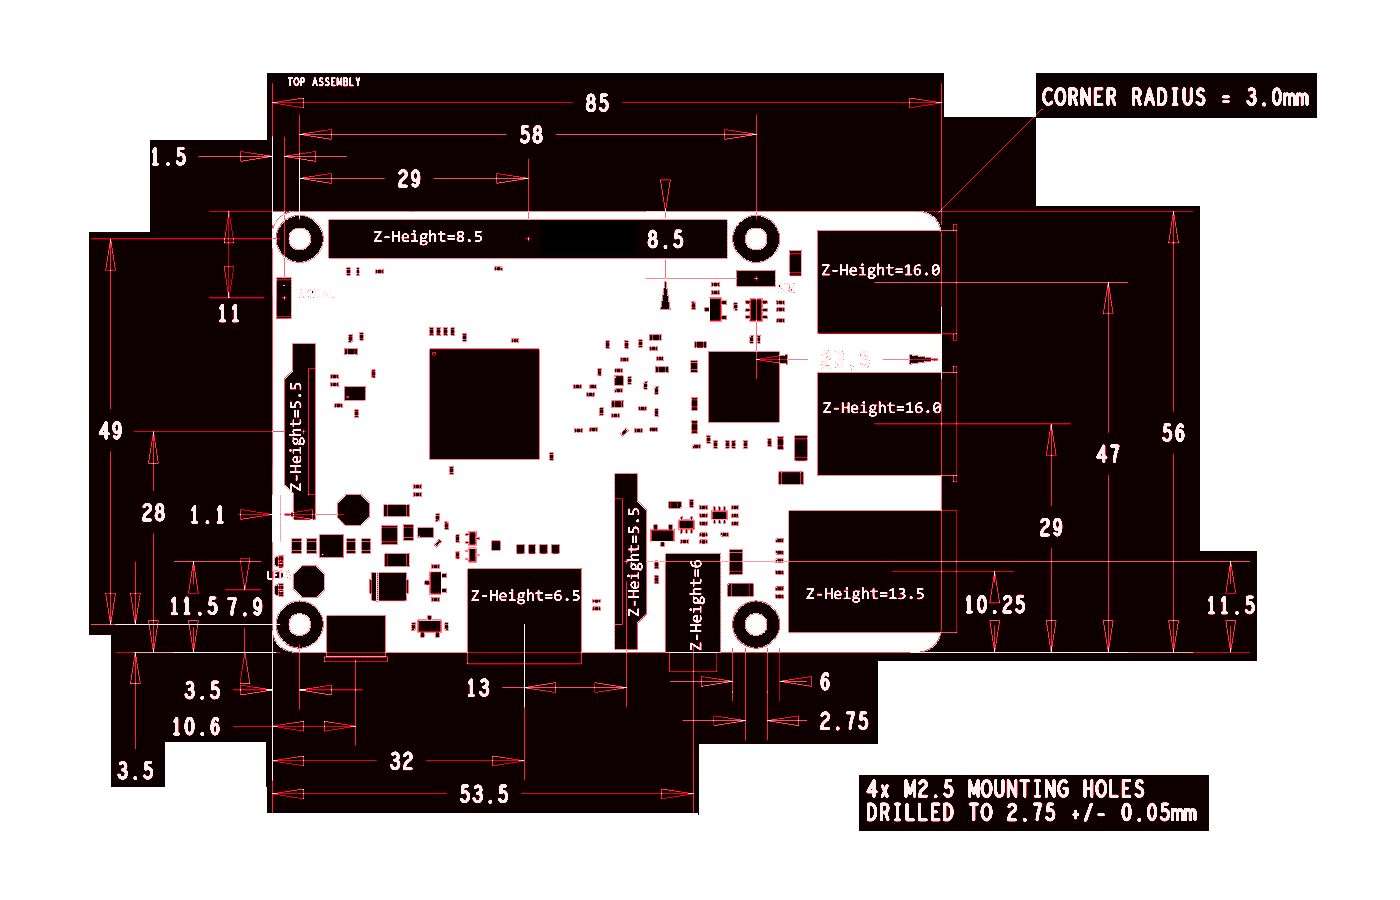 TOP ASSEMBLY
85
CORNER RADIUS = 3.0mm
58
1.5
29
Z-Height=8.5
8.5
Z-Height=16.0
11
Z-Height=5.5
Z-Height=16.0
49
56
47
28
1.1
29
Z-Height=5.5
11.5
7.9
Z-Height=6.5
Z-Height=6
Z-Height=13.5
10.25
11.5
3.5
13
6
10.6
2.75
32
3.5
53.5
4x M2.5 MOUNTING HOLES
DRILLED TO 2.75 +/- 0.05mm